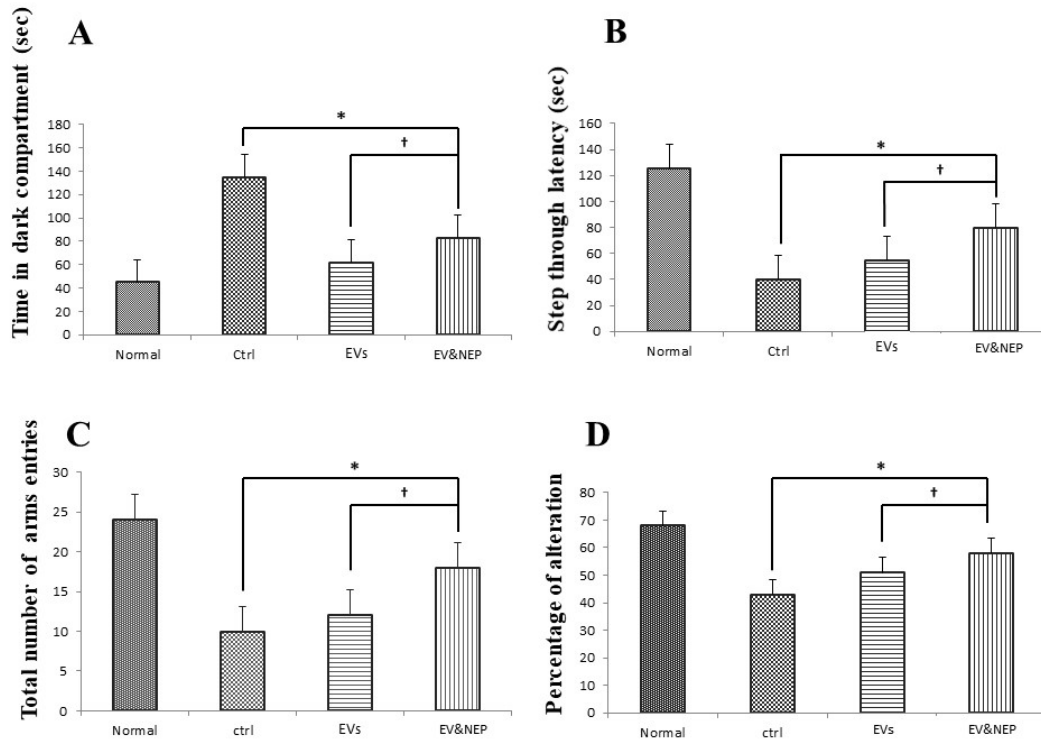 A
Time in dark compartment (sec)
180
160
140
120
100
80
60
40
20
0
*
†
Normal
Ctrl
EVs
EV&NEP
B
Step through latency (sec)
160
140
120
100
80
60
40
20
0
*
†
Normal
Ctrl
EVs
EV&NEP
C
Total number of arms entries
30
25
20
15
10
5
0
*
†
Normal
ctrl
EVs
EV&NEP
D
Percentage of alteration
80
70
60
50
40
30
20
10
0
*
†
Normal
ctrl
EVs
EV&NEP